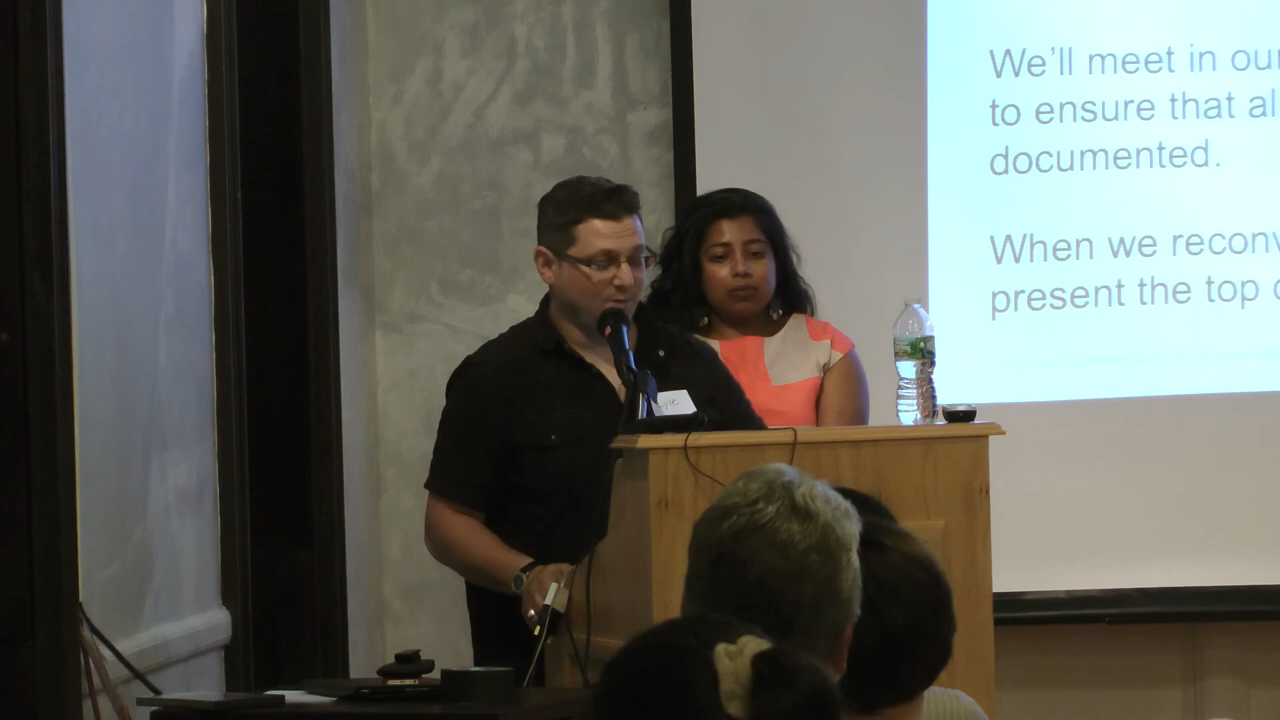 We'll meet in our
to ensure that al
documented.
When we reconv
present the top